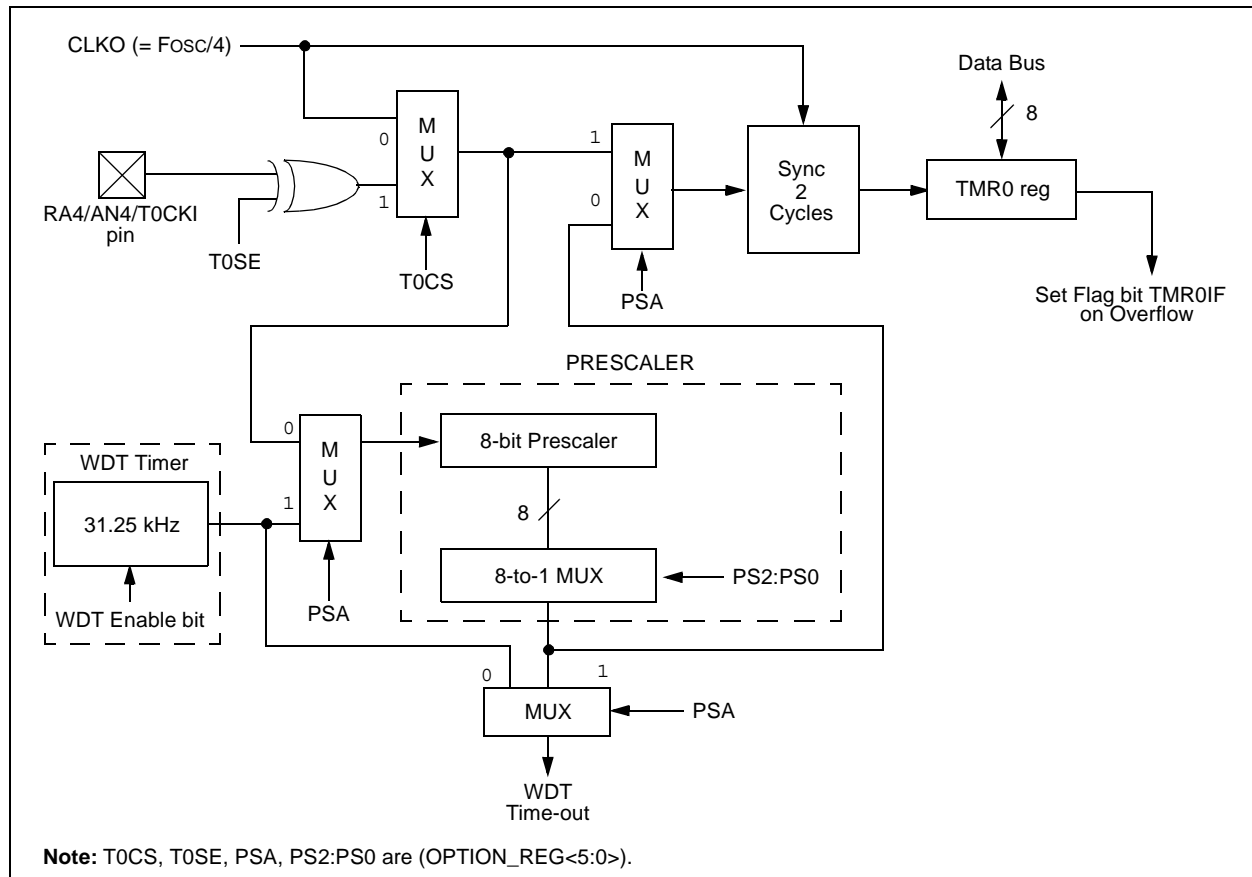 CLKO (= FOSC/4)
Data Bus
8
0
M
U
X
1
M
U
X
0
1
Sync
2
Cycles
TMR0 reg
RA4/AN4/T0CKI
pin
T0SE
T0CS
PSA
Set Flag bit TMR0IF
on Overflow
PRESCALER
0
M
U
X
1
8-bit Prescaler
WDT Timer
31.25 kHz
8
8-to-1 MUX
PS2:PS0
WDT Enable bit
PSA
0
1
MUX
PSA
WDT
Time-out
Note: T0CS, T0SE, PSA, PS2:PS0 are (OPTION_REG<5:0>).